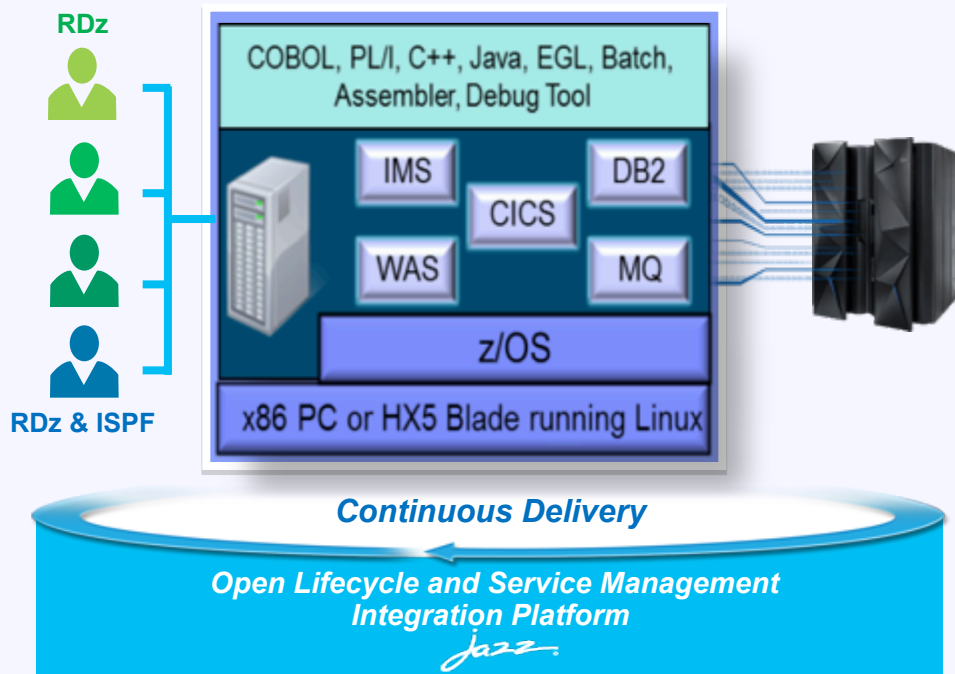 RDz
COBOL, PL/I, C++, Java, EGL, Batch,
Assembler, Debug Tool
IMS
DB2
CICS
WAS
MQ
z/OS
x86 PC or HX5 Blade running Linux
RDz & ISPF
Continuous Delivery
Open Lifecycle and Service Management
Integration Platform
jazz